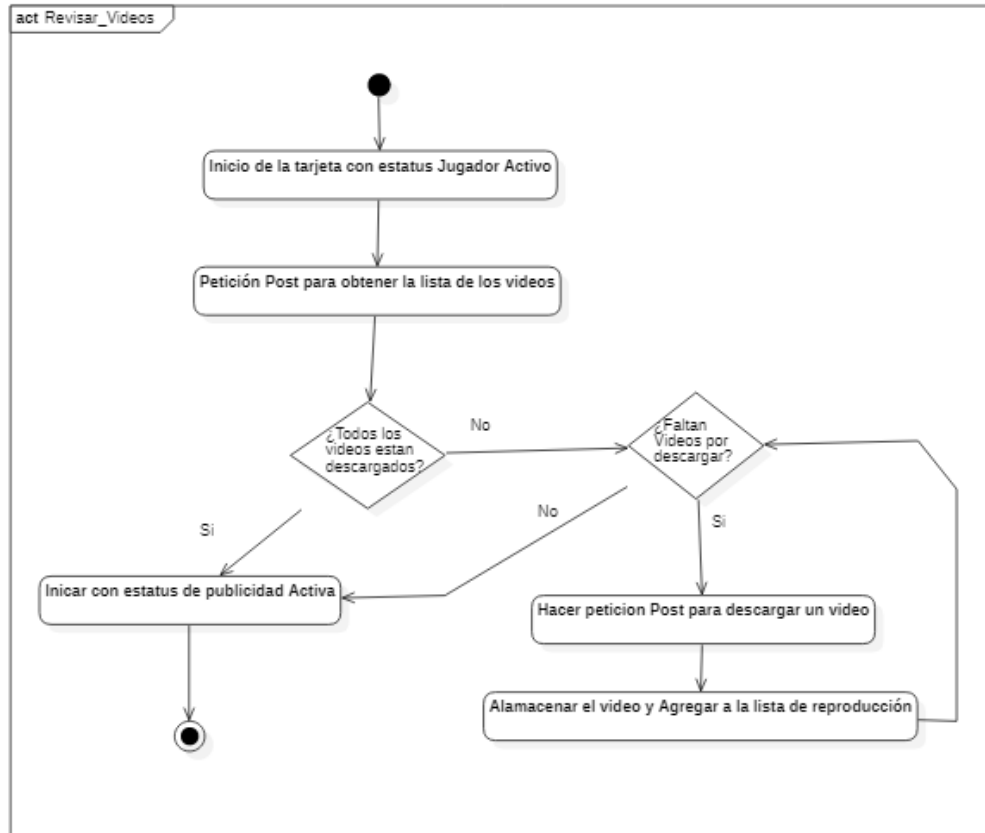 act Revisar_Videos
Inicio de la tarjeta con estatus Jugador Activo
Petición Post para obtener la lista de los videos
¿Todos los
videos estan
descargados?
No
¿Faltan
Videos por
descargar?
Si
No
Si
Inicar con estatus de publicidad Activa
Hacer peticion Post para descargar un video
Alamacenar el video y Agregar a la lista de reproducción